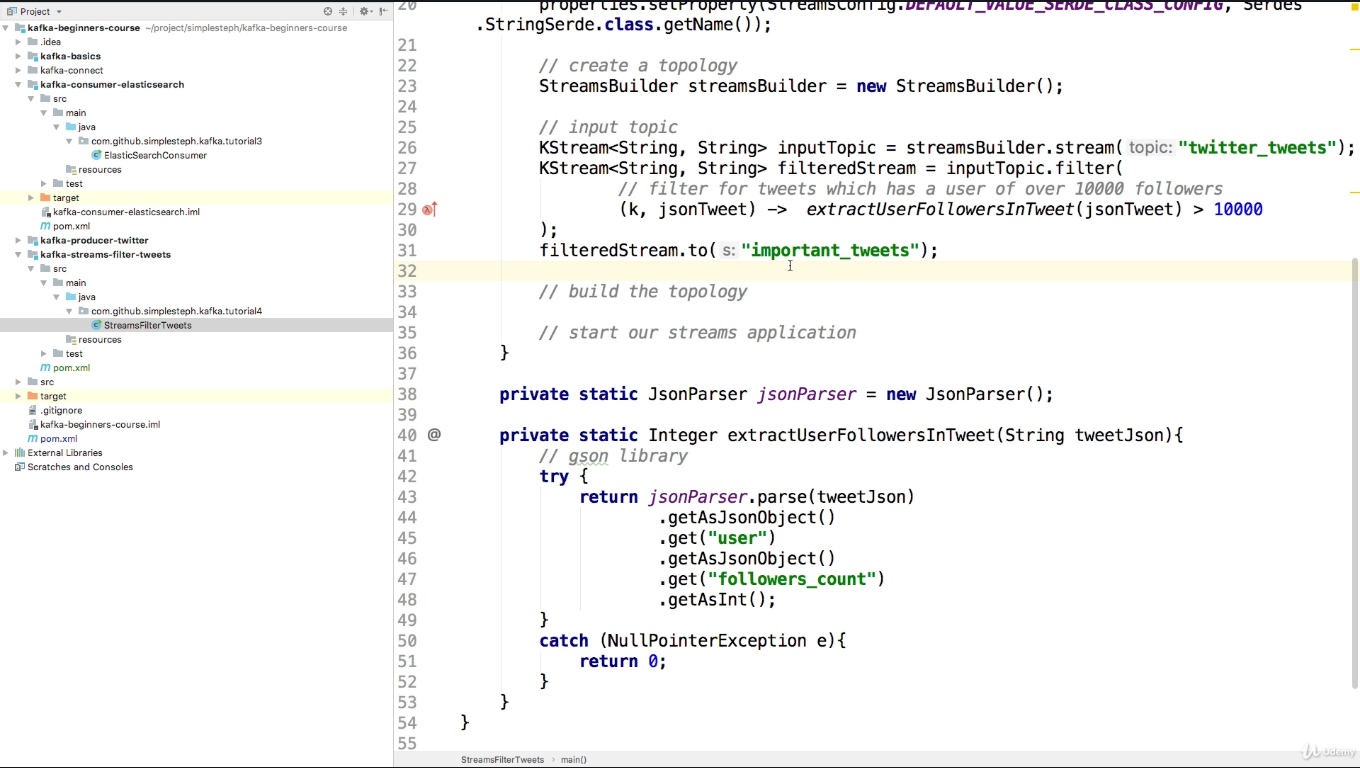 Project
kafka-beginners-course ~/project/simplesteph/kafka-beginners-course
.idea
kafka-basics
kafka-connect
kafka-consumer-elasticsearch
src
main
java
com.github.simplesteph.kafka.tutorial3
ElasticSearchConsumer
resources
test
target
kafka-consumer-elasticsearch.iml
pom.xml
kafka-producer-twitter
kafka-streams-filter-tweets
src
main
java
com.github.simplesteph.kafka.tutorial4
StreamsFilterTweets
resources
test
pom.xml
src
target
.gitignore
kafka-beginners-course.iml
pom.xml
External Libraries
Scratches and Consoles
20 properties.setProperty(StreamsConfig.DEFAULT_VALUE_SERDE_CLASS_CONFIG, Serdes
.StringSerde.class.getName());
21
22 // create a topology
23 StreamsBuilder streamsBuilder = new StreamsBuilder();
24
25 // input topic
26 KStream<String, String> inputTopic = streamsBuilder.stream( topic: "twitter_tweets");
27 KStream<String, String> filteredStream = inputTopic.filter(
28 // filter for tweets which has a user of over 10000 followers
29 (k, jsonTweet) -> extractUserFollowersInTweet(jsonTweet) > 10000
30 );
31 filteredStream.to( s: "important_tweets");
32
33 // build the topology
34
35 // start our streams application
36 }
37
38 private static JsonParser jsonParser = new JsonParser();
39
40 @ private static Integer extractUserFollowersInTweet(String tweetJson){
41 // gson library
42 try {
43 return jsonParser.parse(tweetJson)
44 .getAsJsonObject()
45 .get("user")
46 .getAsJsonObject()
47 .get("followers_count")
48 .getAsInt();
49 }
50 catch (NullPointerException e){
51 return 0;
52 }
53 }
54 }
55
StreamsFilterTweets › main()
Udemy